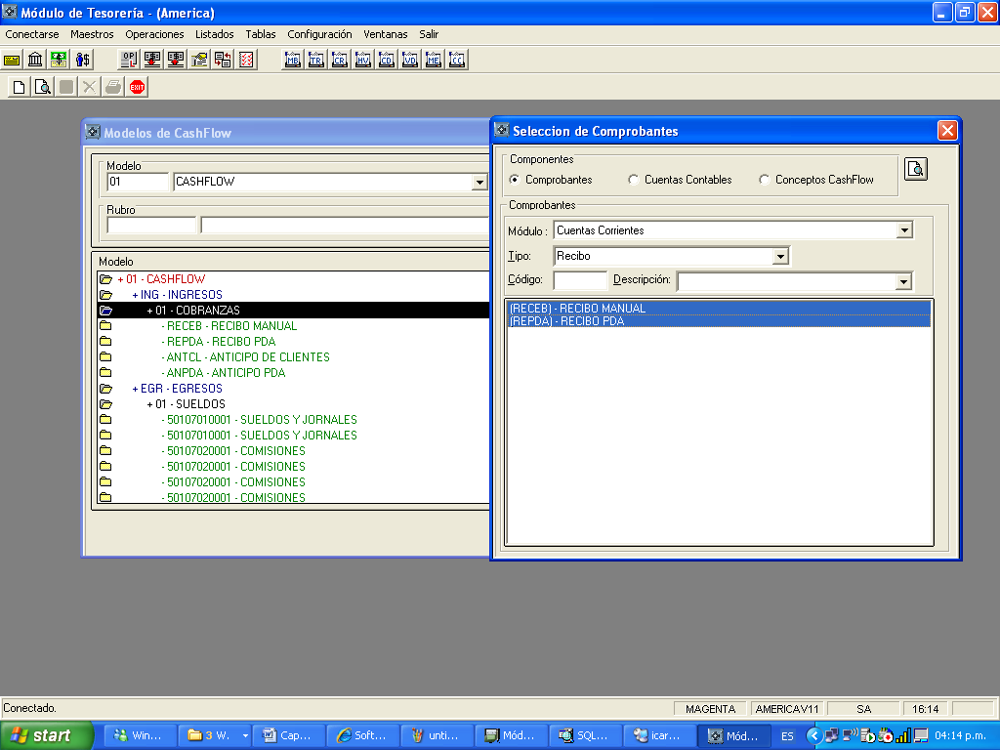 Módulo de Tesorería - (America)
Conectarse Maestros Operaciones Listados Tablas Configuración Ventanas Salir
OP MB TR CR HV CD VD ME CC
EXIT
Modelos de CashFlow
Modelo
01 CASHFLOW
Rubro
Modelo
+ 01 - CASHFLOW
+ ING - INGRESOS
+ 01 - COBRANZAS
- RECEB - RECIBO MANUAL
- REPDA - RECIBO PDA
- ANTCL - ANTICIPO DE CLIENTES
- ANPDA - ANTICIPO PDA
+ EGR - EGRESOS
+ 01 - SUELDOS
- 50107010001 - SUELDOS Y JORNALES
- 50107010001 - SUELDOS Y JORNALES
- 50107020001 - COMISIONES
- 50107020001 - COMISIONES
- 50107020001 - COMISIONES
- 50107020001 - COMISIONES
Seleccion de Comprobantes
Componentes
Comprobantes Cuentas Contables Conceptos CashFlow
Comprobantes
Módulo : Cuentas Corrientes
Tipo: Recibo
Código: Descripción:
(RECEB) - RECIBO MANUAL
(REPDA) - RECIBO PDA
Conectado. MAGENTA AMERICAV11 SA 16:14
start Win... 3 W. Cap... Soft... unti... Mód... SQL... icar... Mód... ES 04:14 p.m.